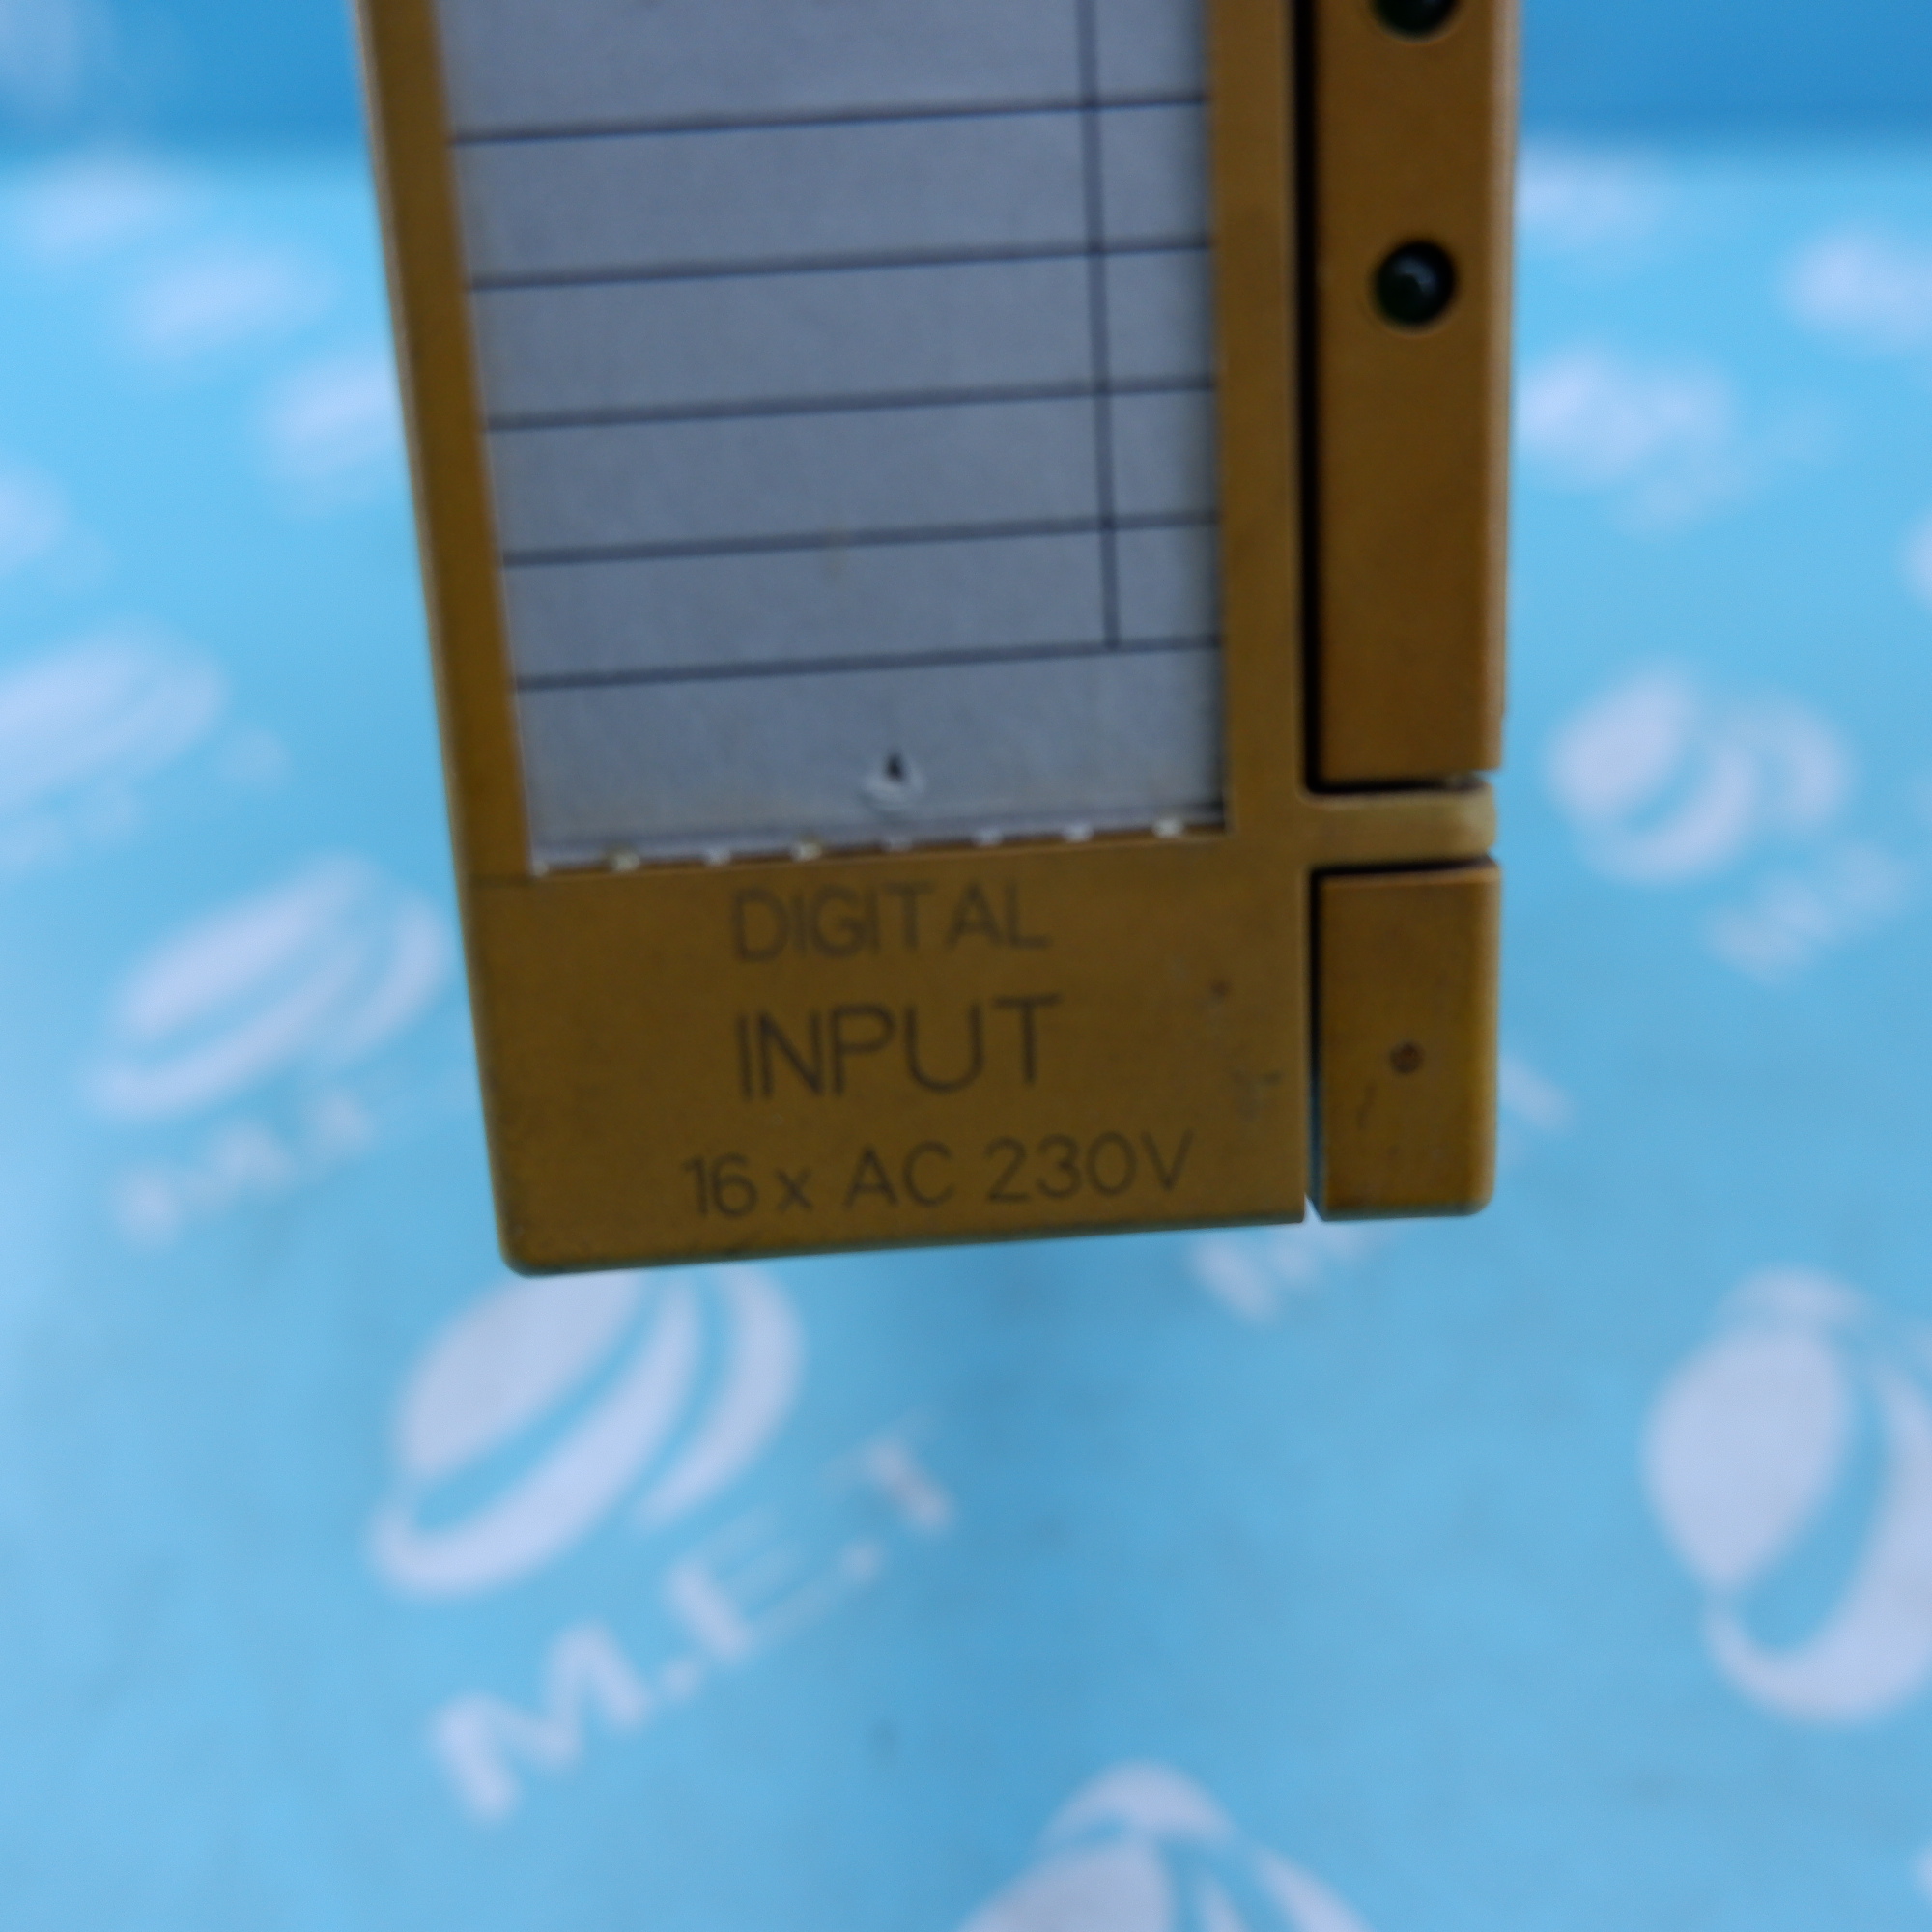 DIGITAL
INPUT
16 x AC 230V
M.E.T